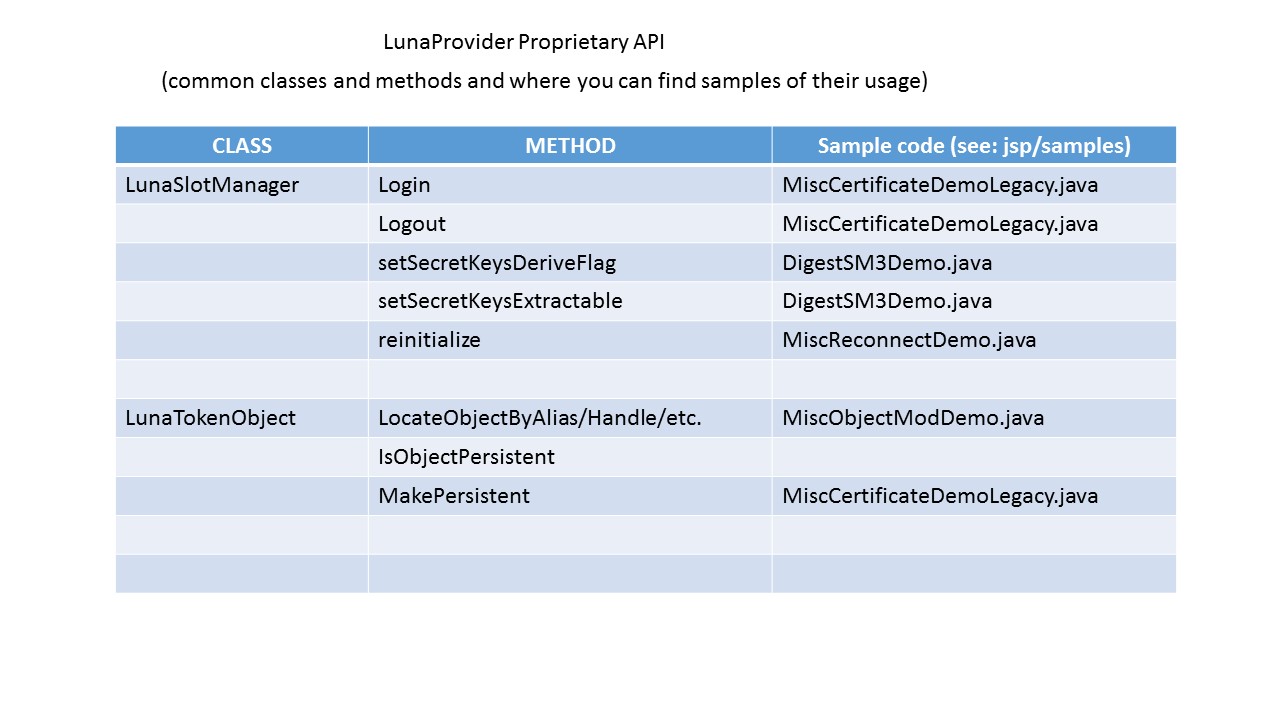 LunaProvider Proprietary API
(common classes and methods and where you can find samples of their usage)
CLASS METHOD Sample code (see: jsp/samples)
LunaSlotManager Login MiscCertificateDemoLegacy.java
Logout MiscCertificateDemoLegacy.java
setSecretKeysDeriveFlag DigestSM3Demo.java
setSecretKeysExtractable DigestSM3Demo.java
reinitialize MiscReconnectDemo.java
LunaTokenObject LocateObjectByAlias/Handle/etc. MiscObjectModDemo.java
IsObjectPersistent
MakePersistent MiscCertificateDemoLegacy.java